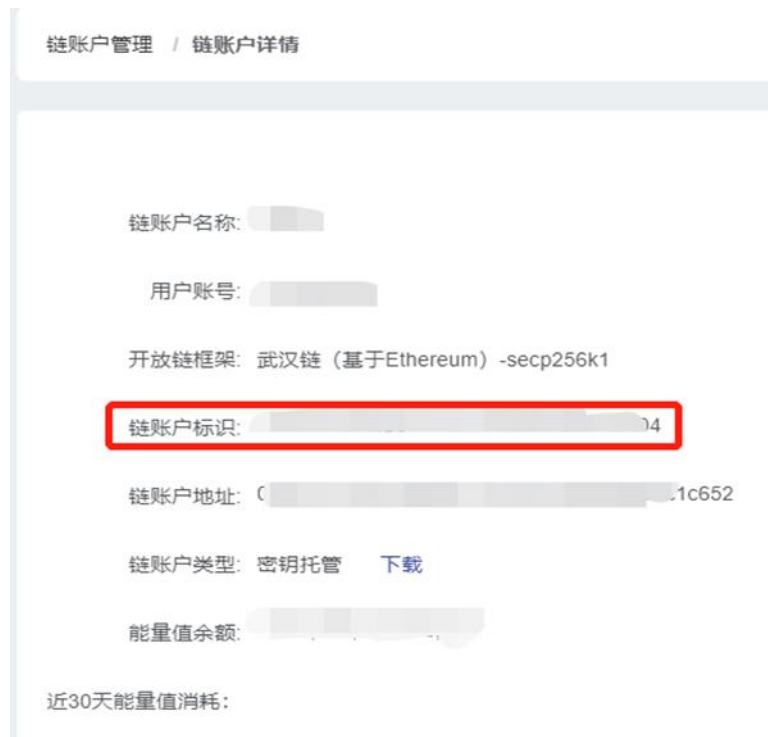 链账户管理 / 链账户详情
链账户名称:
用户账号:
开放链框架: 武汉链（基于Ethereum）-secp256k1
链账户标识: 04
链账户地址: 1c652
链账户类型: 密钥托管 下载
能量值余额:
近30天能量值消耗：